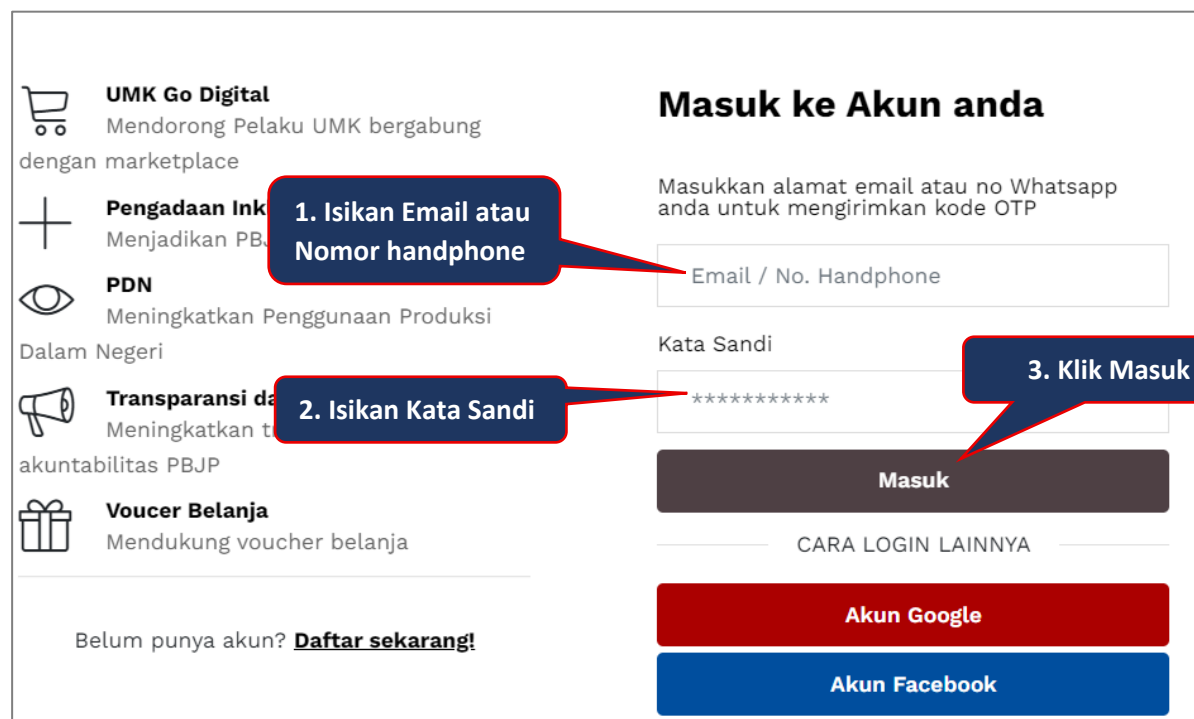 UMK Go Digital
Mendorong Pelaku UMK bergabung
dengan marketplace
Pengadaan Ink
Menjadikan PBJ
PDN
Meningkatkan Penggunaan Produksi
Dalam Negeri
Transparansi da
Meningkatkan t
akuntabilitas PBJP
Voucer Belanja
Mendukung voucher belanja
Belum punya akun? Daftar sekarang!
Masuk ke Akun anda
Masukkan alamat email atau no Whatsapp
anda untuk mengirimkan kode OTP
1. Isikan Email atau
Nomor handphone
Email / No. Handphone
Kata Sandi
2. Isikan Kata Sandi
***********
3. Klik Masuk
Masuk
CARA LOGIN LAINNYA
Akun Google
Akun Facebook